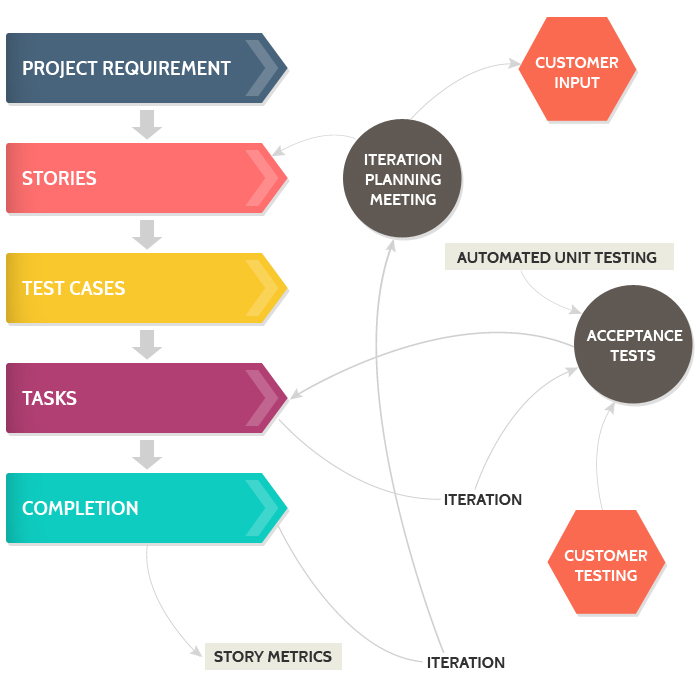 PROJECT REQUIREMENT
STORIES
TEST CASES
TASKS
COMPLETION
STORY METRICS
ITERATION
PLANNING
MEETING
CUSTOMER
INPUT
AUTOMATED UNIT TESTING
ACCEPTANCE
TESTS
ITERATION
CUSTOMER
TESTING
ITERATION